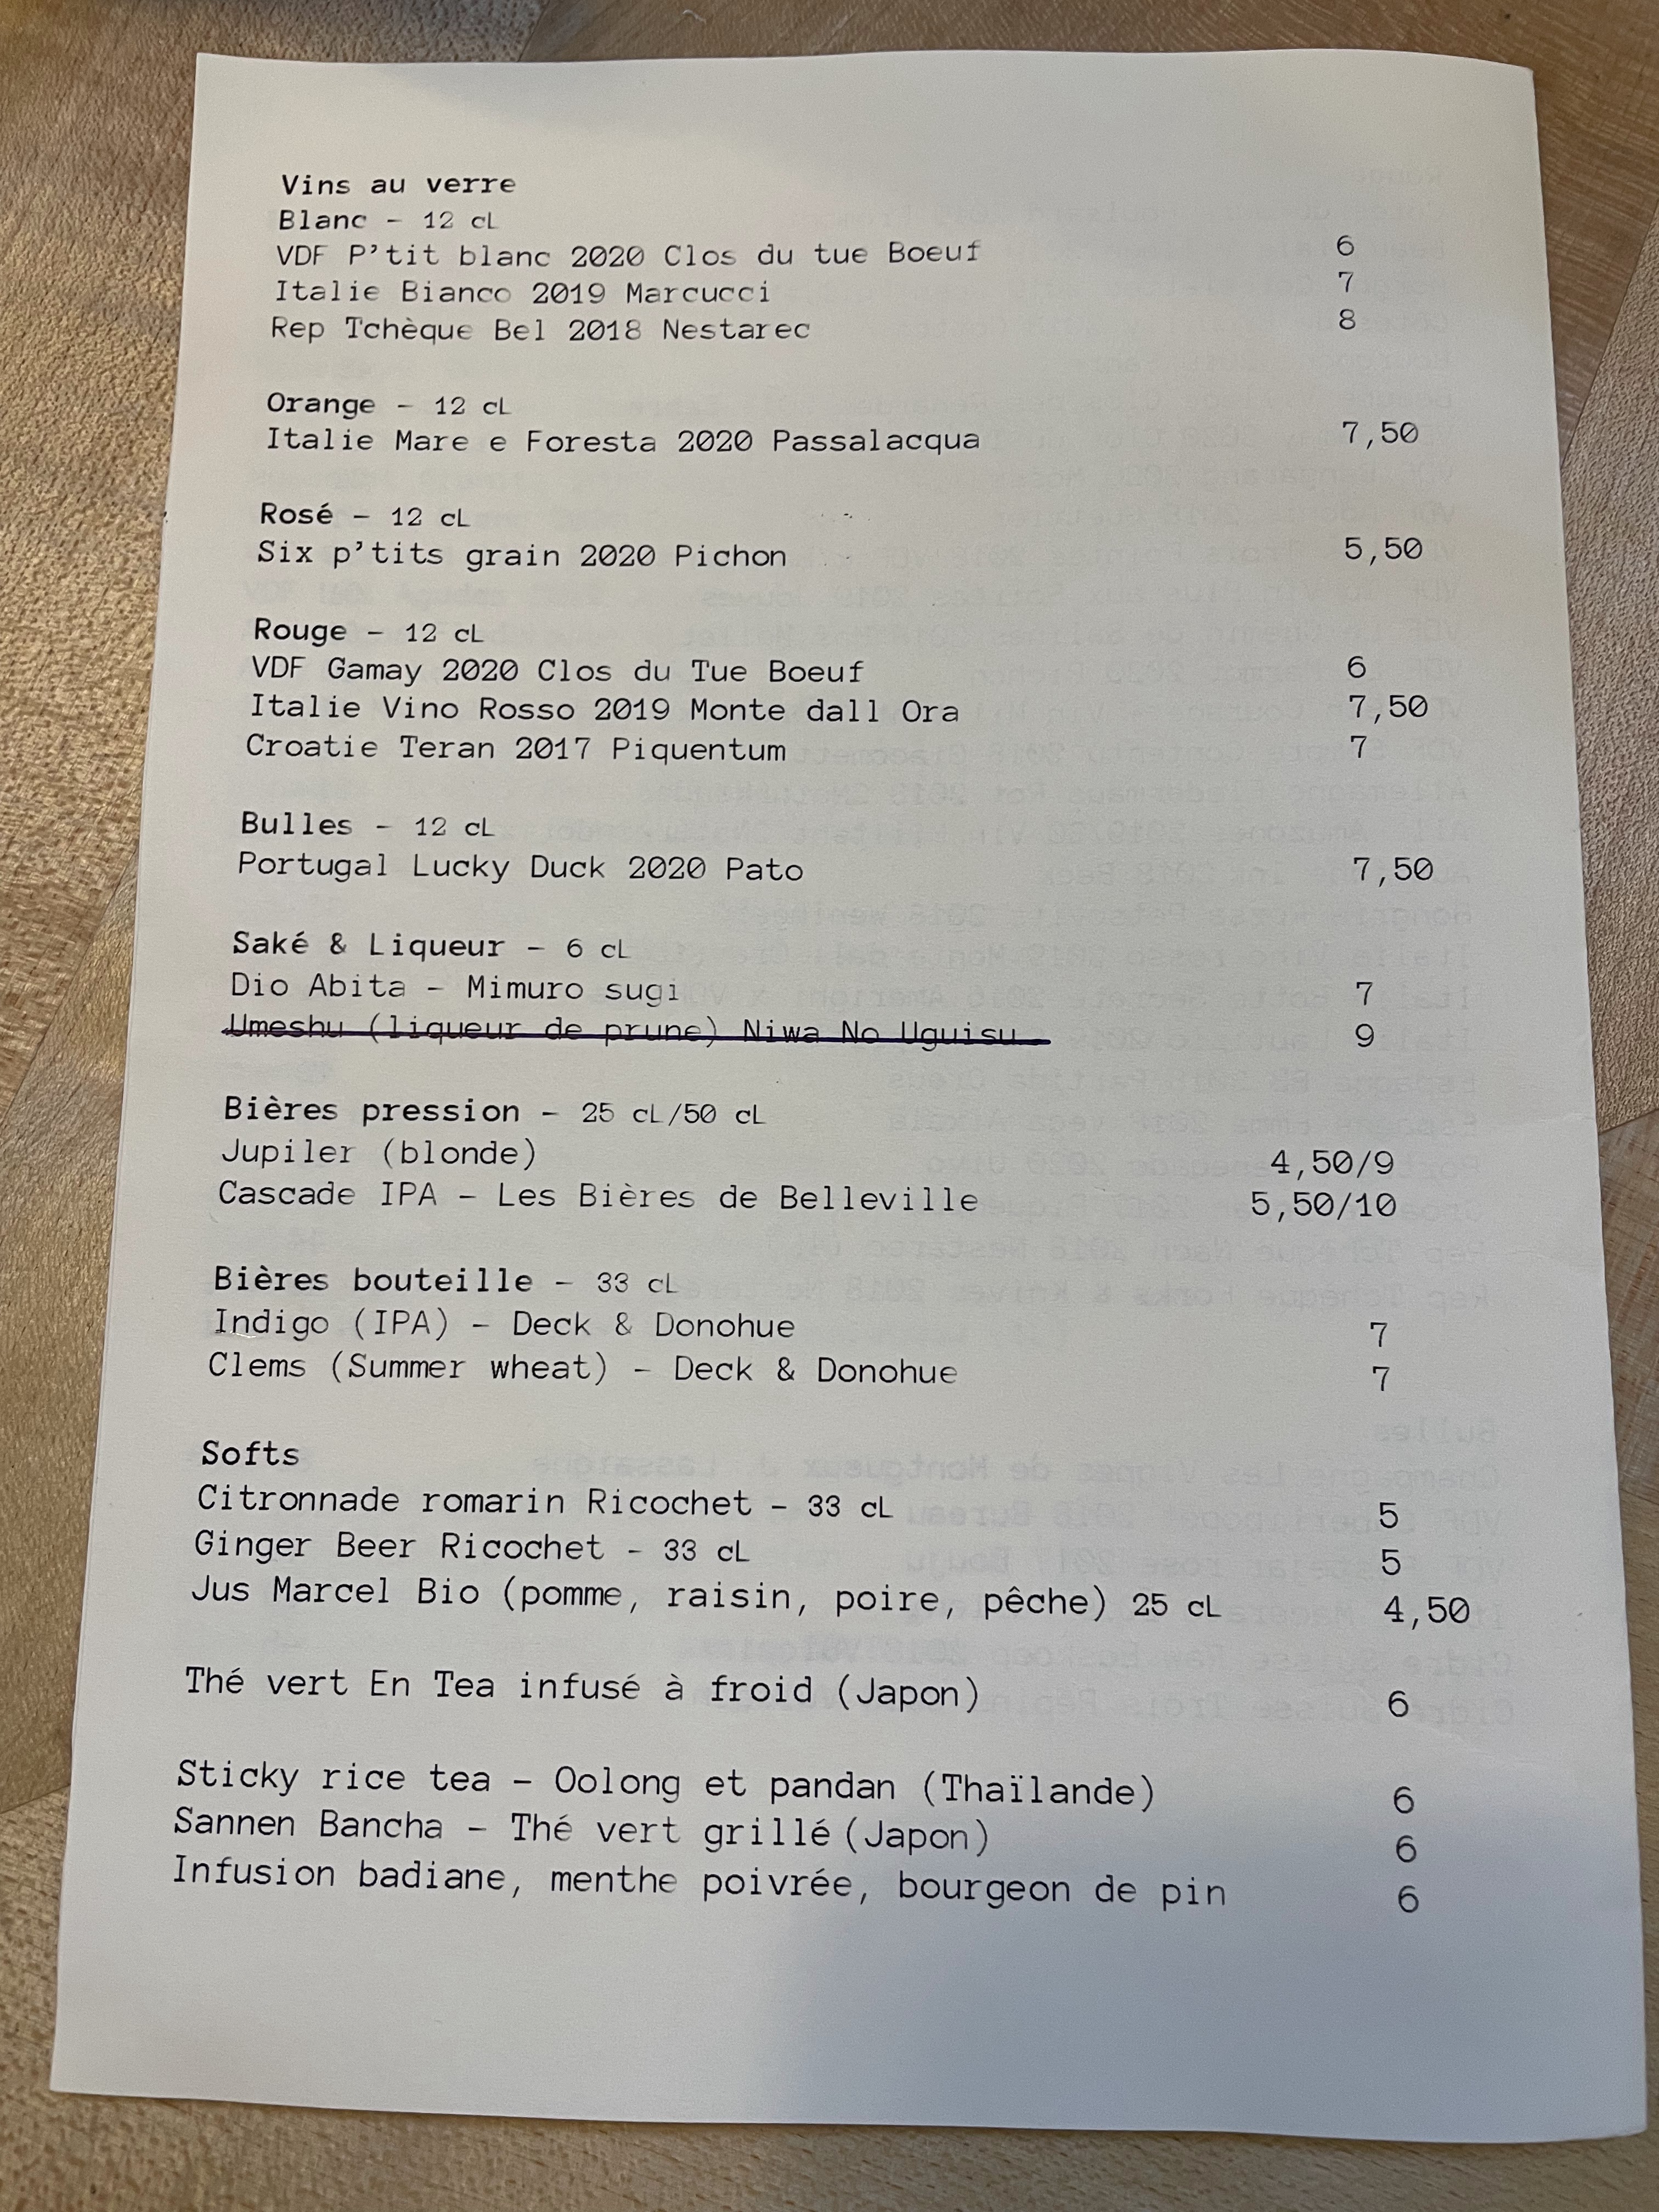 Vins au verre
Blanc - 12 cL
VDF P'tit blanc 2020 Clos du tue Boeuf 6
Italie Bianco 2019 Marcucci 7
Rep Tchèque Bel 2018 Nestarec 8
Orange - 12 cL
Italie Mare e Foresta 2020 Passalacqua 7,50
Rosé - 12 cL
Six p'tits grain 2020 Pichon 5,50
Rouge - 12 cL
VDF Gamay 2020 Clos du Tue Boeuf 6
Italie Vino Rosso 2019 Monte dall Ora 7,50
Croatie Teran 2017 Piquentum 7
Bulles - 12 cL
Portugal Lucky Duck 2020 Pato 7,50
Saké & Liqueur - 6 cL
Dio Abita - Mimuro sugi 7
Umeshu (liqueur de prune) Niwa No Uguisu 9
Bières pression - 25 cL/50 cL
Jupiler (blonde) 4,50/9
Cascade IPA - Les Bières de Belleville 5,50/10
Bières bouteille - 33 cL
Indigo (IPA) - Deck & Donohue 7
Clems (Summer wheat) - Deck & Donohue 7
Softs
Citronnade romarin Ricochet - 33 cL 5
Ginger Beer Ricochet - 33 cL 5
Jus Marcel Bio (pomme, raisin, poire, pêche) 25 cL 4,50
Thé vert En Tea infusé à froid (Japon) 6
Sticky rice tea - Oolong et pandan (Thaïlande) 6
Sannen Bancha - Thé vert grillé (Japon) 6
Infusion badiane, menthe poivrée, bourgeon de pin 6